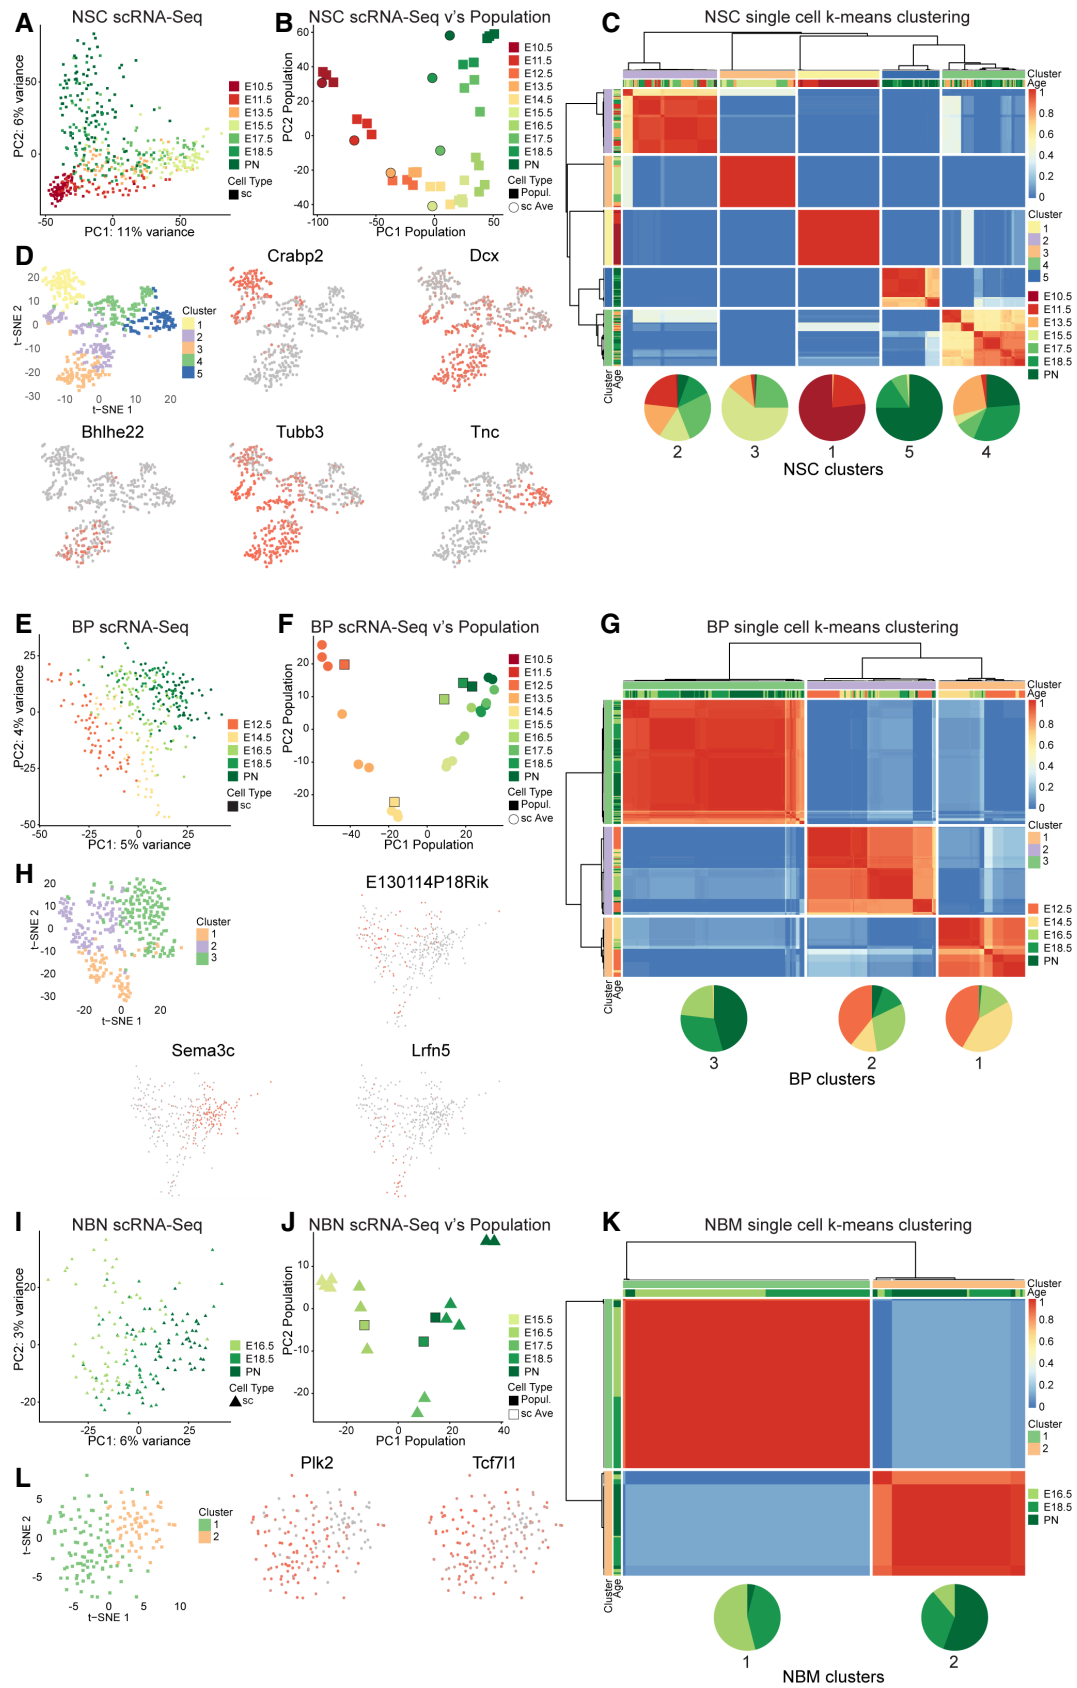 A
NSC scRNA-Seq
PC2: 6% variance
50
0
-50
0
50
PC1: 11% variance
E10.5
E11.5
E13.5
E15.5
E17.5
E18.5
PN
Cell Type
sc
B
NSC scRNA-Seq v's Population
PC2 Population
60
40
20
0
-20
-40
-100
-50
0
50
PC1 Population
E10.5
E11.5
E12.5
E13.5
E14.5
E15.5
E16.5
E17.5
E18.5
PN
Cell Type
Popul.
sc Ave
C
NSC single cell k-means clustering
Cluster
Age
1
0.8
0.6
0.4
0.2
0
Cluster
1
2
3
4
5
E10.5
E11.5
E13.5
E15.5
E17.5
E18.5
PN
Cluster
Age
2
3
1
5
4
NSC clusters
D
t-SNE 2
20
10
0
-10
-20
-30
-10
0
10
20
t-SNE 1
Cluster
1
2
3
4
5
Crabp2
Dcx
Bhlhe22
Tubb3
Tnc
E
BP scRNA-Seq
PC2: 4% variance
25
0
-25
-50
-50
-25
0
25
PC1: 5% variance
E12.5
E14.5
E16.5
E18.5
PN
Cell Type
sc
F
BP scRNA-Seq v's Population
PC2 Population
20
10
0
-10
-20
-40
-20
0
20
PC1 Population
E10.5
E11.5
E12.5
E13.5
E14.5
E15.5
E16.5
E17.5
E18.5
PN
Cell Type
Popul.
sc Ave
G
BP single cell k-means clustering
Cluster
Age
1
0.8
0.6
0.4
0.2
0
Cluster
1
2
3
E12.5
E14.5
E16.5
E18.5
PN
Cluster
Age
3
2
1
BP clusters
H
t-SNE 2
20
10
0
-10
-20
-30
-20
0
20
t-SNE 1
Cluster
1
2
3
E130114P18Rik
Sema3c
Lrfn5
I
NBN scRNA-Seq
PC2: 3% variance
20
0
-20
-25
0
25
PC1: 6% variance
E16.5
E18.5
PN
Cell Type
sc
J
NBN scRNA-Seq v's Population
PC2 Population
10
0
-10
-20
-20
0
20
40
PC1 Population
E15.5
E16.5
E17.5
E18.5
PN
Cell Type
Popul.
sc Ave
K
NBM single cell k-means clustering
Cluster
Age
1
0.8
0.6
0.4
0.2
0
Cluster
1
2
E16.5
E18.5
PN
Cluster
Age
1
2
NBM clusters
L
t-SNE 2
5
0
-5
-5
0
5
10
t-SNE 1
Cluster
1
2
Plk2
Tcf7l1